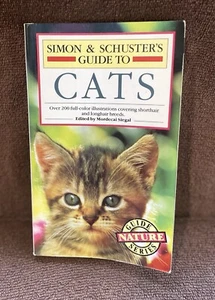 SIMON & SCHUSTER'S
GUIDE TO
CATS
Over 200 full-color illustrations covering shorthair
and longhair breeds.
Edited by Mordecai Siegal
GUIDE
NATURE
SERIES